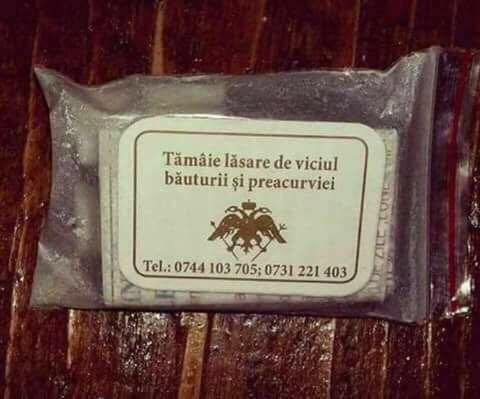 Tămâie lăsare de viciul
băuturii și preacurviei
Tel.: 0744 103 705; 0731 221 403